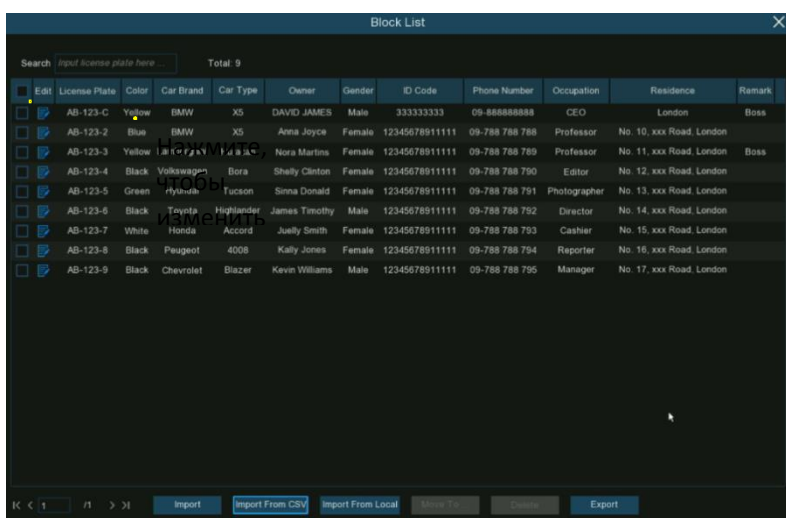 Block List
Search Input license plate here ... Total: 9
Edit License Plate Color Car Brand Car Type Owner Gender ID Code Phone Number Occupation Residence Remark
AB-123-C Yellow BMW X5 DAVID JAMES Male 333333333 09-888888888 CEO London Boss
AB-123-2 Blue BMW X5 Anna Joyce Female 12345678911111 09-788 788 788 Professor No. 10, xxx Road, London
AB-123-3 Yellow Nora Martins Female 12345678911111 09-788 788 789 Professor No. 11, xxx Road, London Boss
Нажмите,
AB-123-4 Black Volkswagen Bora Shelly Clinton Female 12345678911111 09-788 788 790 Editor No. 12, xxx Road, London
чтобы
AB-123-5 Green Hyundai Tucson Sinna Donald Female 12345678911111 09-788 788 791 Photographer No. 13, xxx Road, London
AB-123-6 Black Toyota Highlander James Timothy Male 12345678911111 09-788 788 792 Director No. 14, xxx Road, London
изменить
AB-123-7 White Honda Accord Juelly Smith Female 12345678911111 09-788 788 793 Cashier No. 15, xxx Road, London
AB-123-8 Black Peugeot 4008 Kally Jones Female 12345678911111 09-788 788 794 Reporter No. 16, xxx Road, London
AB-123-9 Black Chevrolet Blazer Kevin Williams Male 12345678911111 09-788 788 795 Manager No. 17, xxx Road, London
1 /1 Import Import From CSV Import From Local Move To... Delete Export